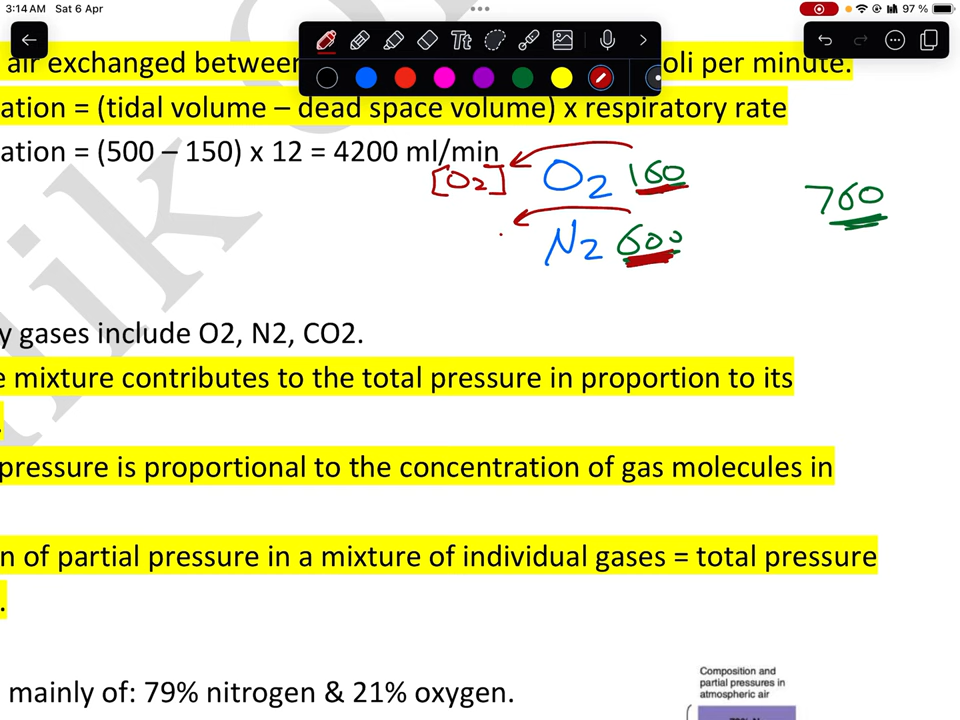 3:14 AM Sat 6 Apr 97 %
Tt
air exchanged between oli per minute.
ation = (tidal volume – dead space volume) x respiratory rate
ation = (500 – 150) x 12 = 4200 ml/min
[O2] O2 160
760
N2 600
y gases include O2, N2, CO2.
e mixture contributes to the total pressure in proportion to its
pressure is proportional to the concentration of gas molecules in
n of partial pressure in a mixture of individual gases = total pressure
.
mainly of: 79% nitrogen & 21% oxygen.
Composition and
partial pressures in
atmospheric air